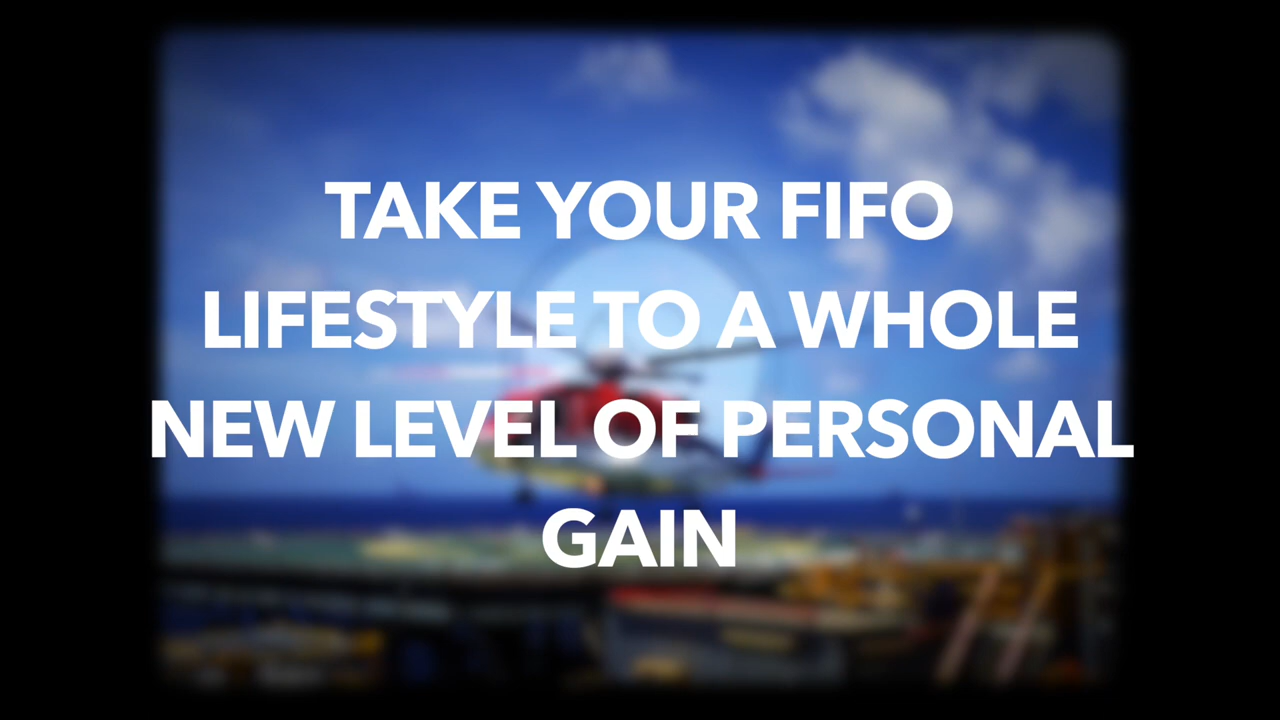 TAKE YOUR FIFO
LIFESTYLE TO A WHOLE
NEW LEVEL OF PERSONAL
GAIN